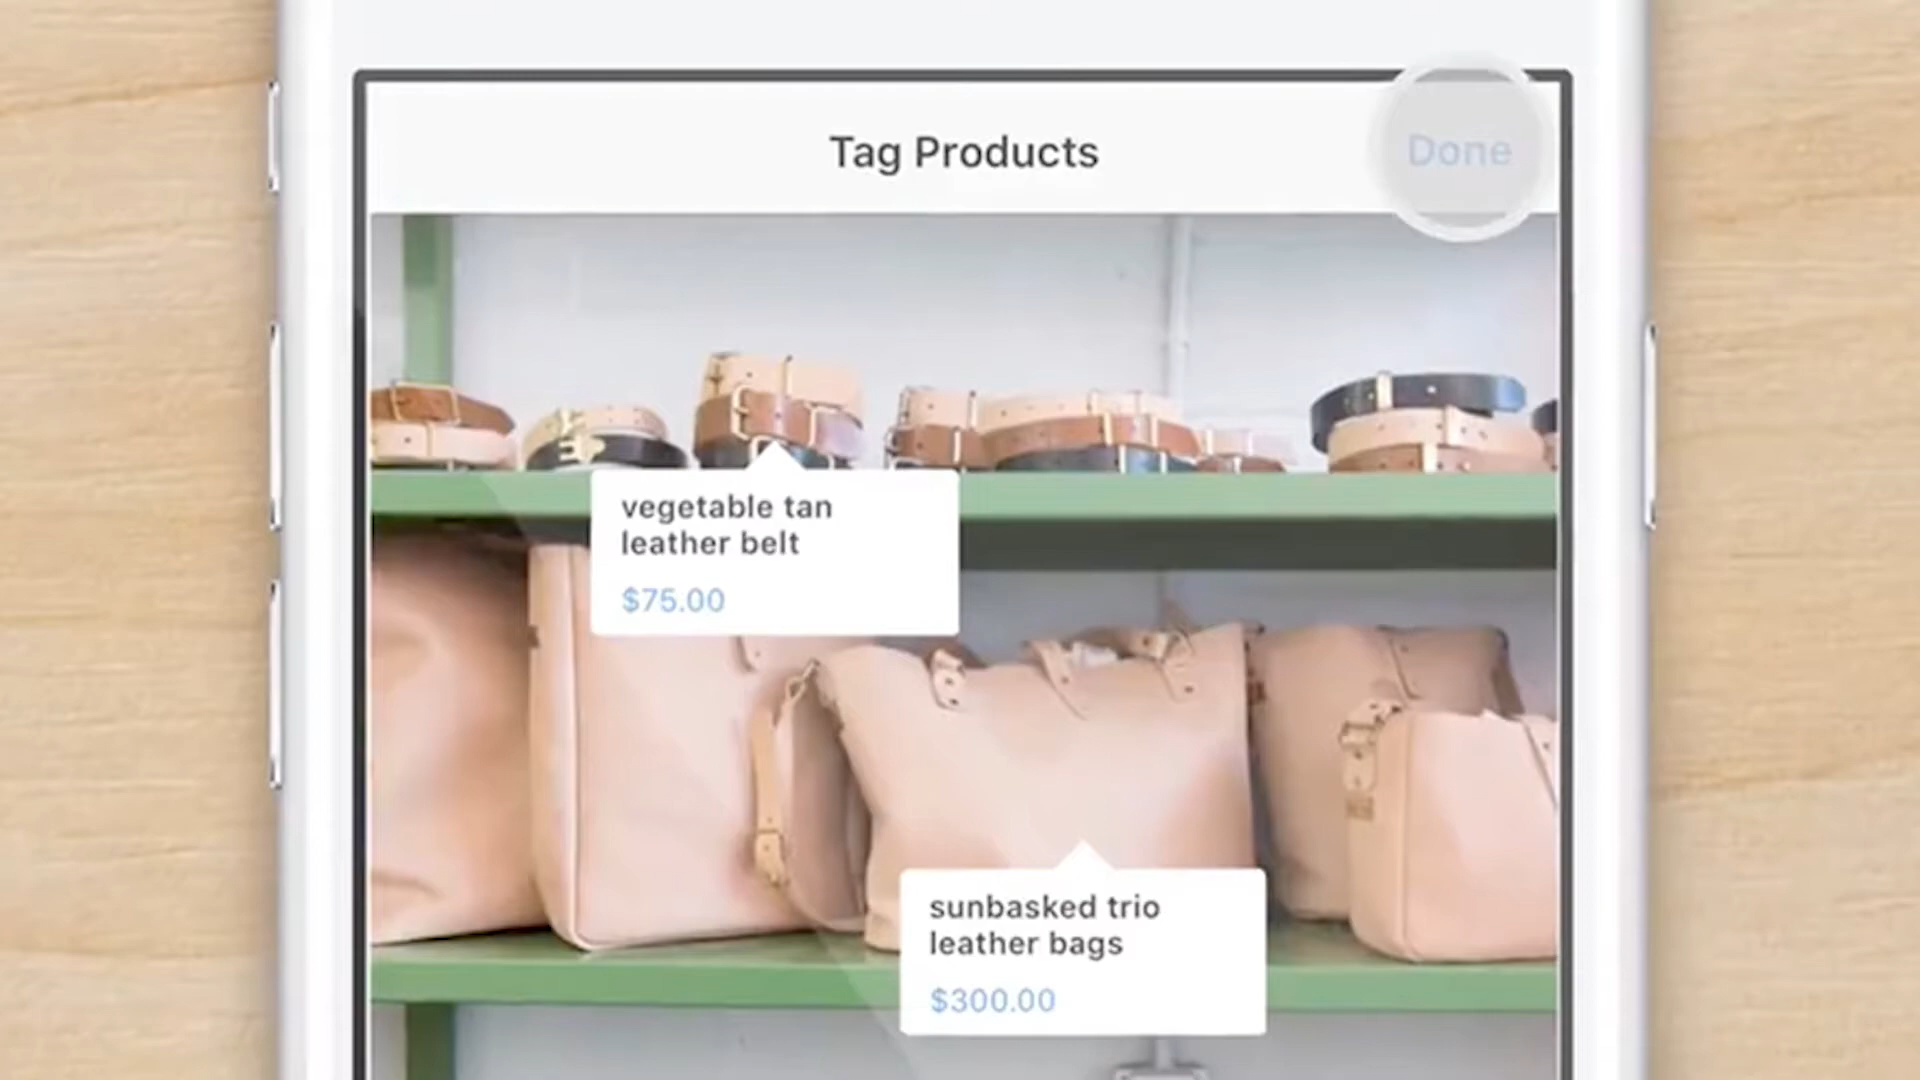 Tag Products
Done
vegetable tan
leather belt
$75.00
sunbasked trio
leather bags
$300.00